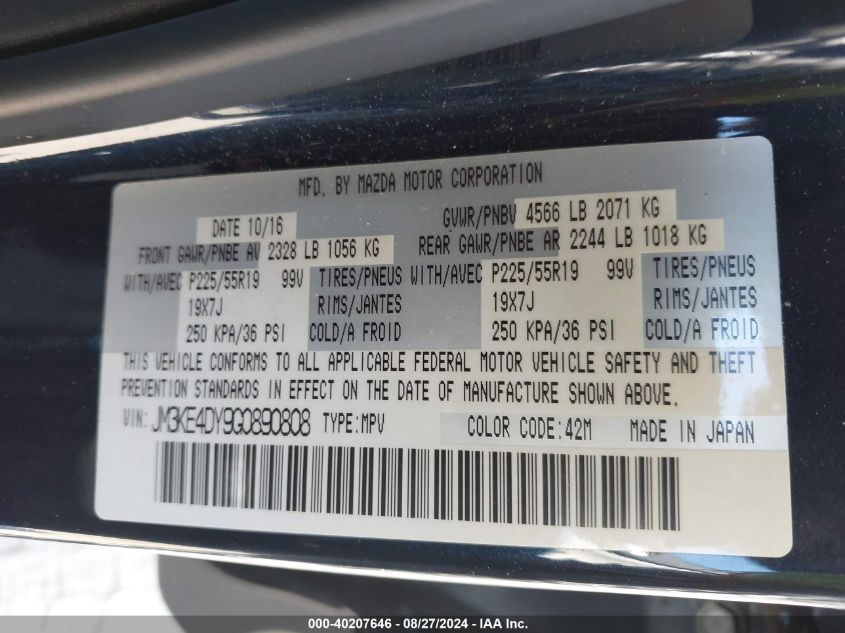 MFD. BY MAZDA MOTOR CORPORATION
DATE 10/16 GVWR/PNBV 4566 LB 2071 KG
FRONT GAWR/PNBE AV 2328 LB 1056 KG REAR GAWR/PNBE AR 2244 LB 1018 KG
WITH/AVEC P225/55R19 99V TIRES/PNEUS WITH/AVEC P225/55R19 99V TIRES/PNEUS
19X7J RIMS/JANTES 19X7J RIMS/JANTES
250 KPA/36 PSI COLD/A FROID 250 KPA/36 PSI COLD/A FROID
THIS VEHICLE CONFORMS TO ALL APPLICABLE FEDERAL MOTOR VEHICLE SAFETY AND THEFT
PREVENTION STANDARDS IN EFFECT ON THE DATE OF MANUFACTURE SHOWN ABOVE.
VIN: JM3KE4DY9G0890808 TYPE:MPV COLOR CODE:42M MADE IN JAPAN
000-40207646 - 08/27/2024 - IAA Inc.